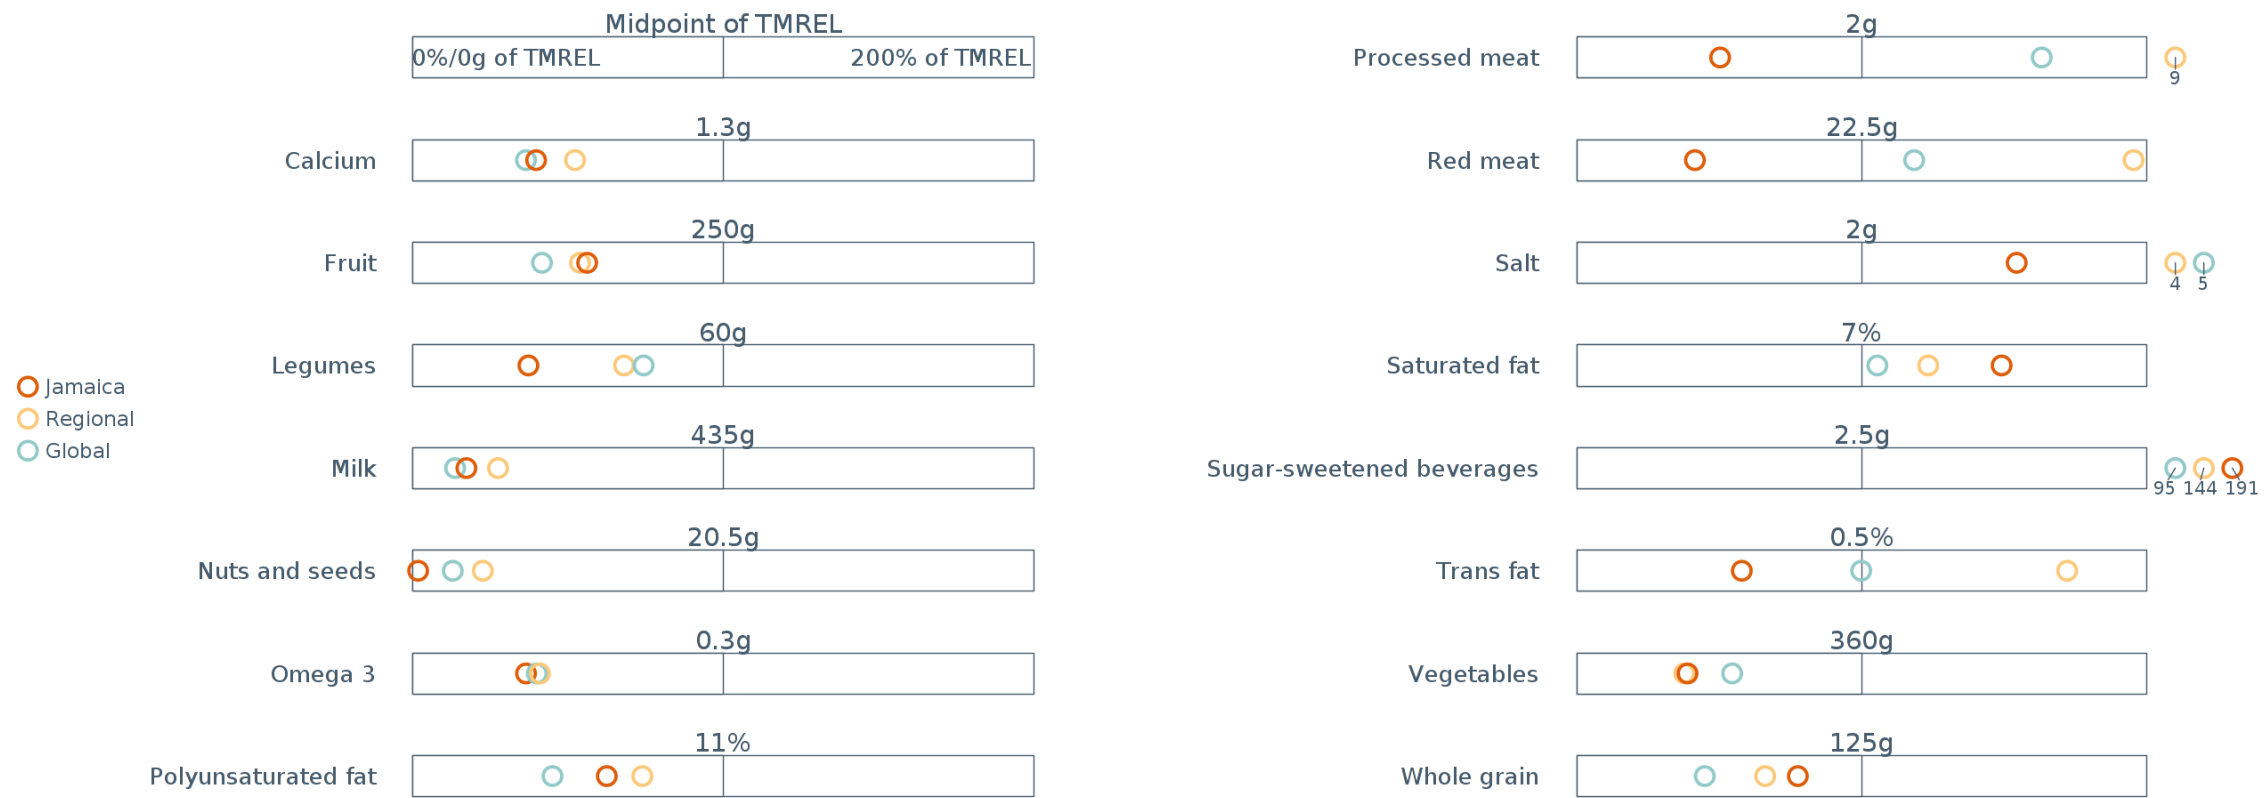 Midpoint of TMREL
0%/0g of TMREL 200% of TMREL
1.3g
Calcium
250g
Fruit
60g
Legumes
435g
Milk
20.5g
Nuts and seeds
0.3g
Omega 3
11%
Polyunsaturated fat
Jamaica
Regional
Global
2g
Processed meat
9
22.5g
Red meat
2g
Salt
4 5
7%
Saturated fat
2.5g
Sugar-sweetened beverages
95 144 191
0.5%
Trans fat
360g
Vegetables
125g
Whole grain